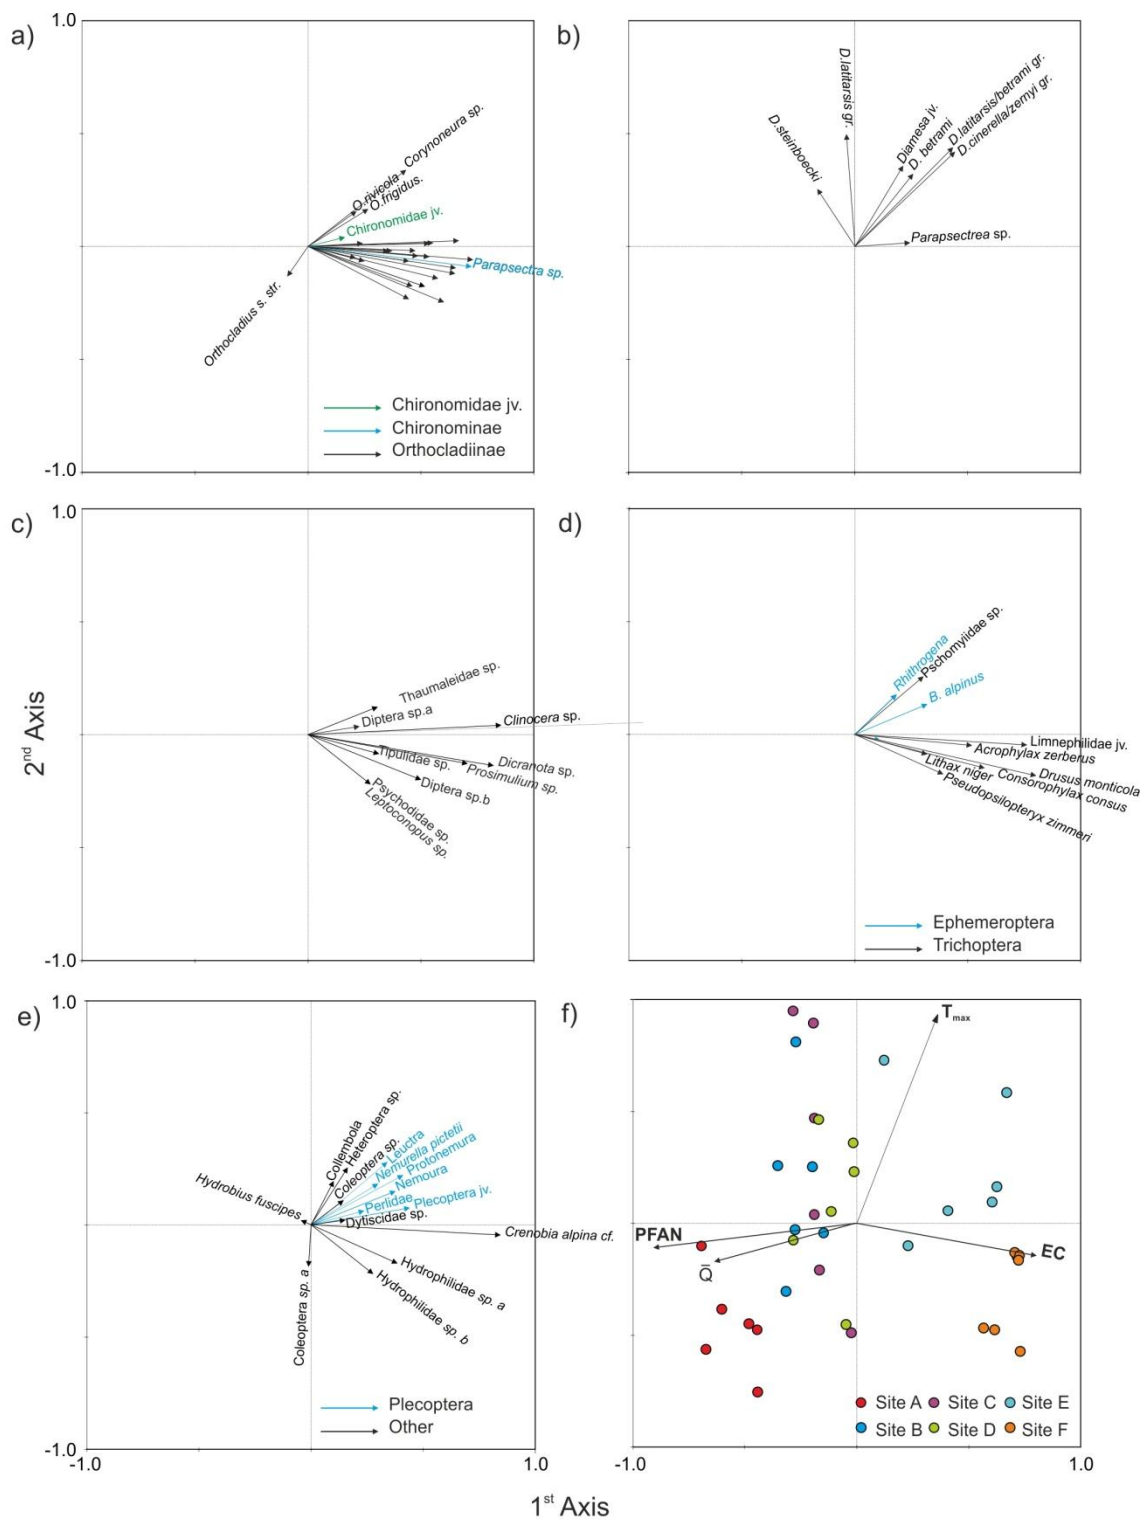 a)
1.0
Corynoneura sp.
O.rivicola
O.frigidus.
Chironomidae jv.
Parapsectra sp.
Orthocladius s. str.
Chironomidae jv.
Chironominae
Orthocladiinae
-1.0
b)
D.steinboecki
D.latitarsis gr.
Diamesa jv.
D. betrami
D.latitarsis/betrami gr.
D.cinerella/zernyi gr.
Parapsectrea sp.
c)
1.0
Thaumaleidae sp.
Diptera sp.a
Clinocera sp.
Tipulidae sp.
Dicranota sp.
Prosimulium sp.
Diptera sp.b
Psychodidae sp.
Leptoconopus sp.
-1.0
d)
Rhithrogena
Pschomyiidae sp.
B. alpinus
Limnephilidae jv.
Acrophylax zerberus
Lithax niger
Drusus monticola
Consorophylax consus
Pseudopsilopteryx zimmeri
Ephemeroptera
Trichoptera
2nd Axis
e)
1.0
Collembola
Heteroptera sp.
Coleoptera sp.
Leuctra
Nemurella pictetii
Protonemura
Nemoura
Perlidae
Plecoptera jv.
Dytiscidae sp.
Hydrobius fuscipes
Crenobia alpina cf.
Hydrophilidae sp. a
Hydrophilidae sp. b
Coleoptera sp. a
Plecoptera
Other
-1.0
-1.0
1.0
f)
Tmax
PFAN
Q̄
EC
Site A
Site C
Site E
Site B
Site D
Site F
-1.0
1.0
1st Axis